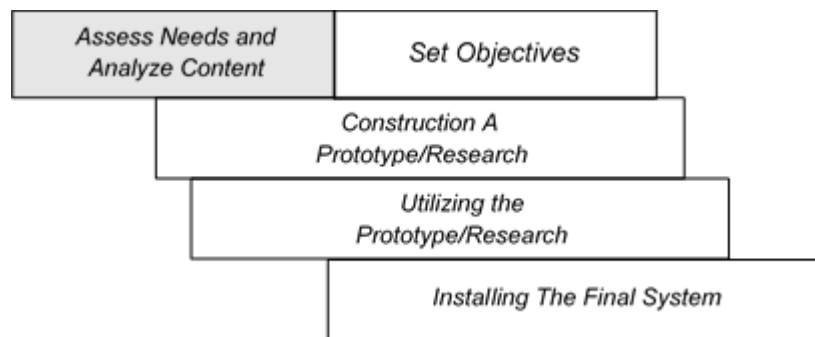 Assess Needs and
Analyze Content
Set Objectives
Construction A
Prototype/Research
Utilizing the
Prototype/Research
Installing The Final System